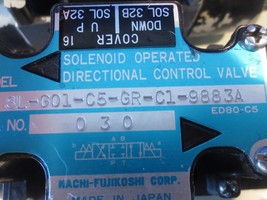 SOL 32A
SOL 32B
DOWN
U P
COVER 16
SOLENOID OPERATED
DIRECTIONAL CONTROL VALVE
DEL
SL-G01-C5-GR-C1-9883A
ED80-C5
NO.
030
A B
NACHI-FUJIKOSHI CORP.
MADE IN JAPAN